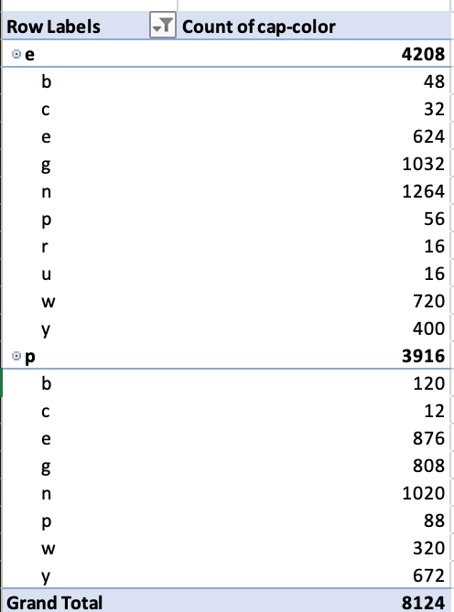 Row Labels Count of cap-color
e 4208
b 48
c 32
e 624
g 1032
n 1264
p 56
r 16
u 16
w 720
y 400
p 3916
b 120
c 12
e 876
g 808
n 1020
p 88
w 320
y 672
Grand Total 8124